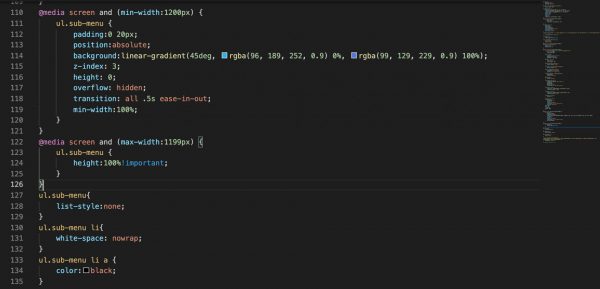 110 @media screen and (min-width:1200px) {
111 ul.sub-menu {
112 padding:0 20px;
113 position:absolute;
114 background:linear-gradient(45deg, rgba(96, 189, 252, 0.9) 0%, rgba(99, 129, 229, 0.9) 100%);
115 z-index: 3;
116 height: 0;
117 overflow: hidden;
118 transition: all .5s ease-in-out;
119 min-width:100%;
120 }
121 }
122 @media screen and (max-width:1199px) {
123 ul.sub-menu {
124 height:100%!important;
125 }
126 }
127 ul.sub-menu{
128 list-style:none;
129 }
130 ul.sub-menu li{
131 white-space: nowrap;
132 }
133 ul.sub-menu li a {
134 color:black;
135 }